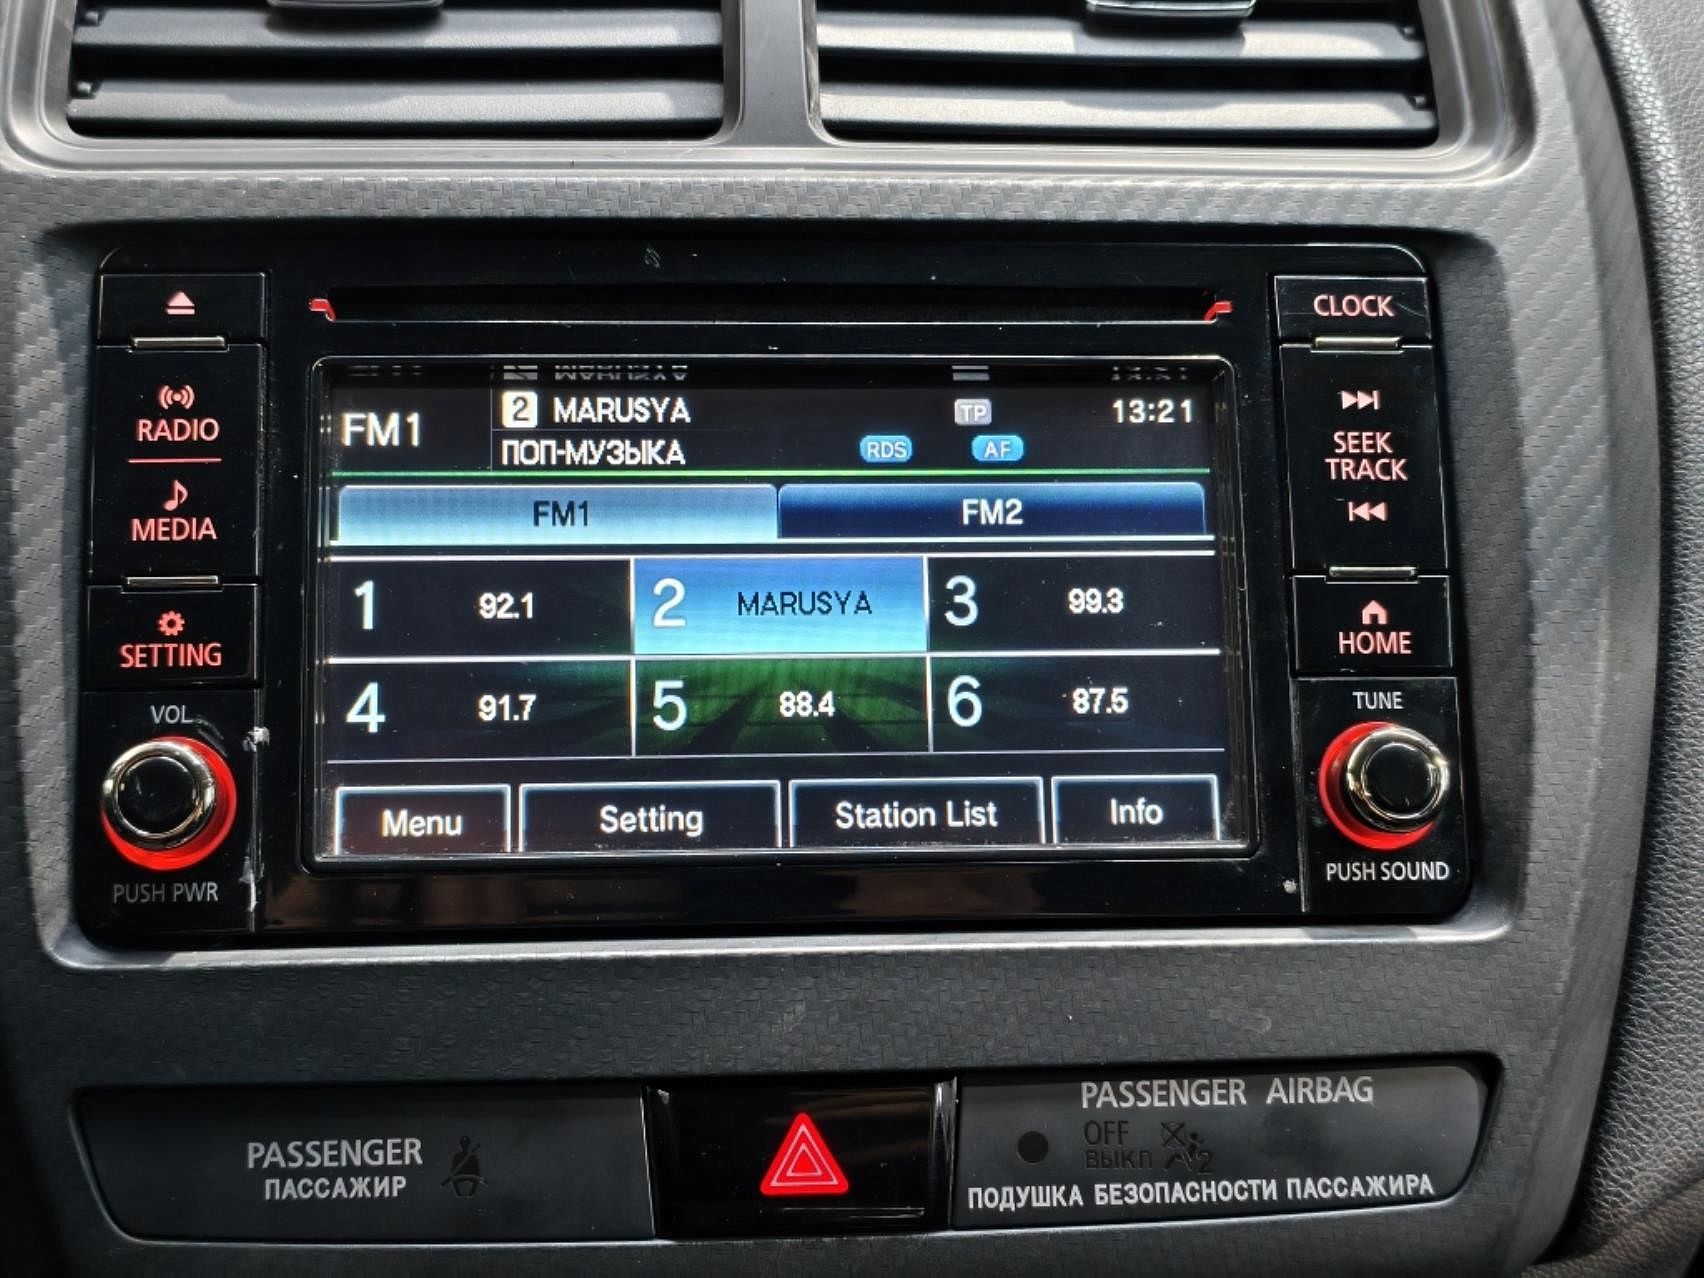 CLOCK
RADIO
MEDIA
SETTING
VOL
PUSH PWR
FM1
2 MARUSYA
TP
13:21
ПОП-МУЗЫКА
RDS
AF
FM1
FM2
1 92.1
2 MARUSYA
3 99.3
4 91.7
5 88.4
6 87.5
Menu
Setting
Station List
Info
SEEK
TRACK
HOME
TUNE
PUSH SOUND
PASSENGER
ПАССАЖИР
PASSENGER AIRBAG
OFF
ВЫКЛ
2
ПОДУШКА БЕЗОПАСНОСТИ ПАССАЖИРА